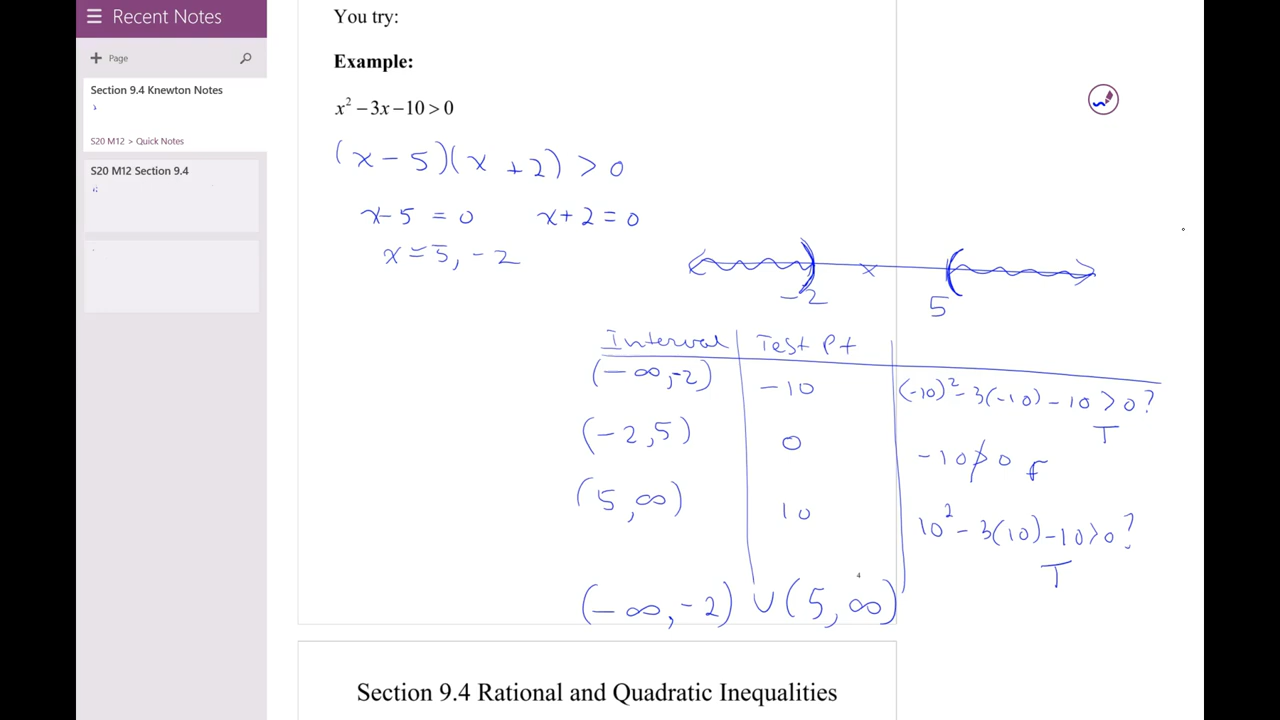 Recent Notes
Page
Section 9.4 Knewton Notes
S20 M12 > Quick Notes
S20 M12 Section 9.4
You try:
Example:
x² − 3x − 10 > 0
(x − 5)(x + 2) > 0
x − 5 = 0 x + 2 = 0
x = 5, −2
−2 5
Interval Test Pt
(−∞, −2) −10 (−10)² − 3(−10) − 10 > 0 ?
T
(−2, 5) 0 −10 ≯ 0 F
(5, ∞) 10 10² − 3(10) − 10 > 0 ?
T
(−∞, −2) ∪ (5, ∞)
Section 9.4 Rational and Quadratic Inequalities